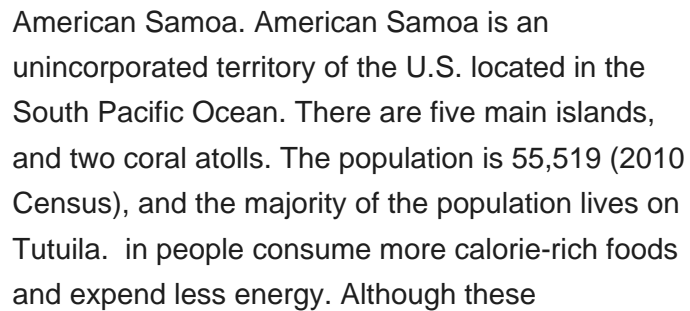 American Samoa. American Samoa is an
unincorporated territory of the U.S. located in the
South Pacific Ocean. There are five main islands,
and two coral atolls. The population is 55,519 (2010
Census), and the majority of the population lives on
Tutuila.  in people consume more calorie-rich foods
and expend less energy. Although these